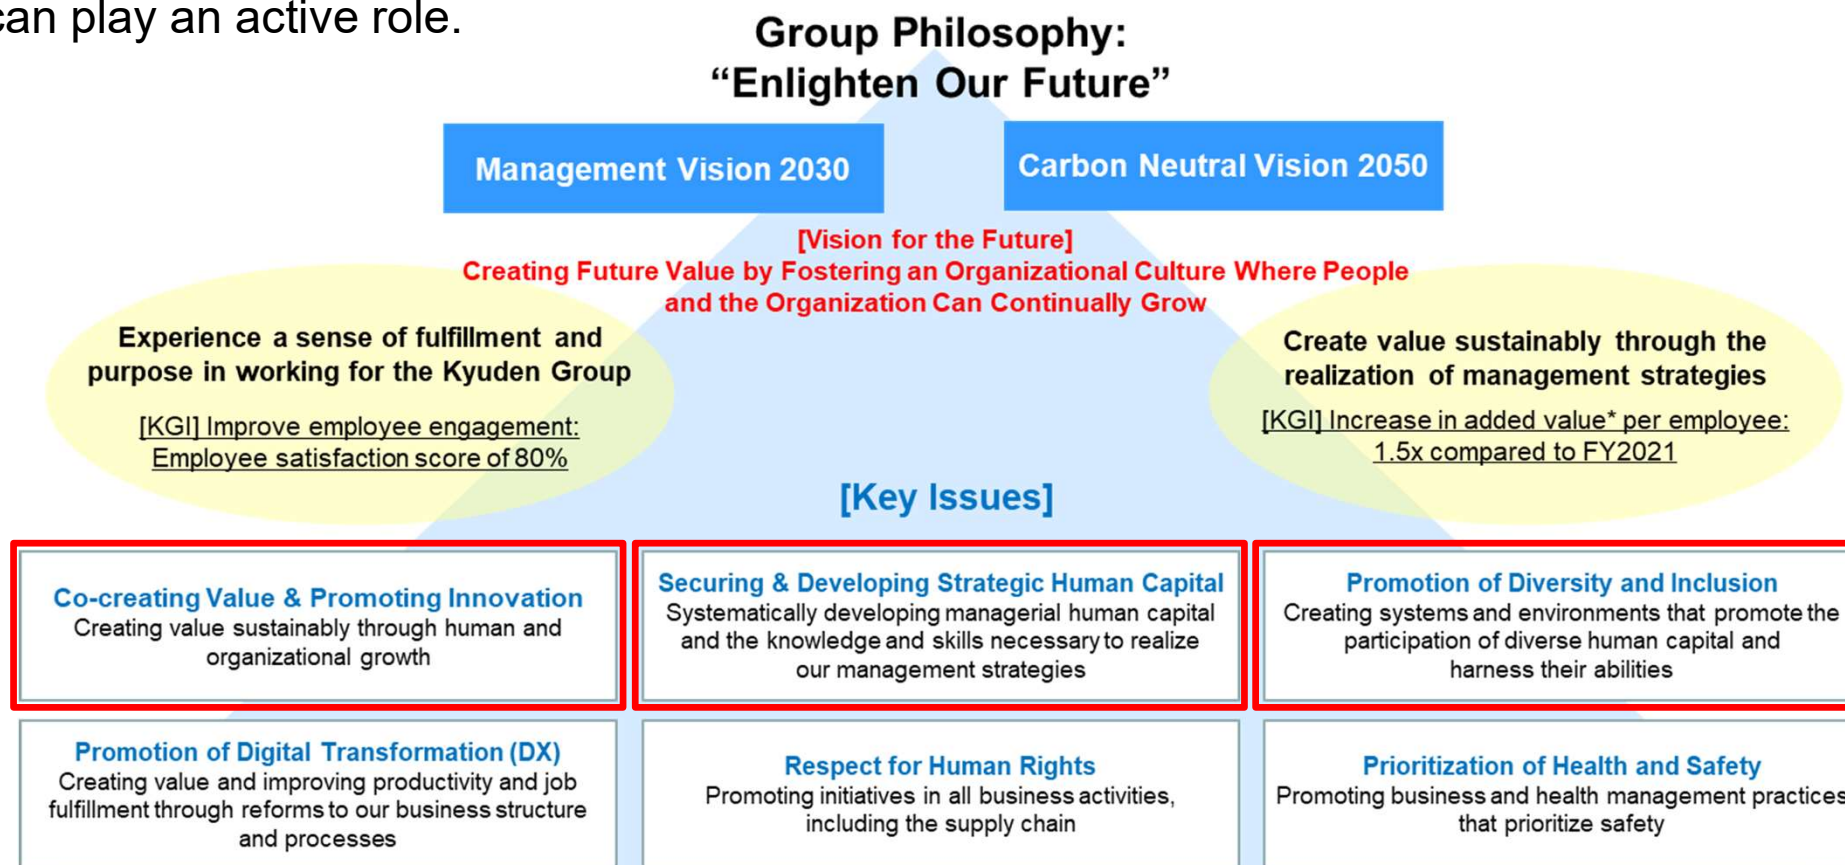 can play an active role.
Group Philosophy:
“Enlighten Our Future”
Management Vision 2030
Carbon Neutral Vision 2050
[Vision for the Future]
Creating Future Value by Fostering an Organizational Culture Where People
and the Organization Can Continually Grow
Experience a sense of fulfillment and
purpose in working for the Kyuden Group
[KGI] Improve employee engagement:
Employee satisfaction score of 80%
Create value sustainably through the
realization of management strategies
[KGI] Increase in added value* per employee:
1.5x compared to FY2021
[Key Issues]
Co-creating Value & Promoting Innovation
Creating value sustainably through human and
organizational growth
Securing & Developing Strategic Human Capital
Systematically developing managerial human capital
and the knowledge and skills necessary to realize
our management strategies
Promotion of Diversity and Inclusion
Creating systems and environments that promote the
participation of diverse human capital and
harness their abilities
Promotion of Digital Transformation (DX)
Creating value and improving productivity and job
fulfillment through reforms to our business structure
and processes
Respect for Human Rights
Promoting initiatives in all business activities,
including the supply chain
Prioritization of Health and Safety
Promoting business and health management practices
that prioritize safety